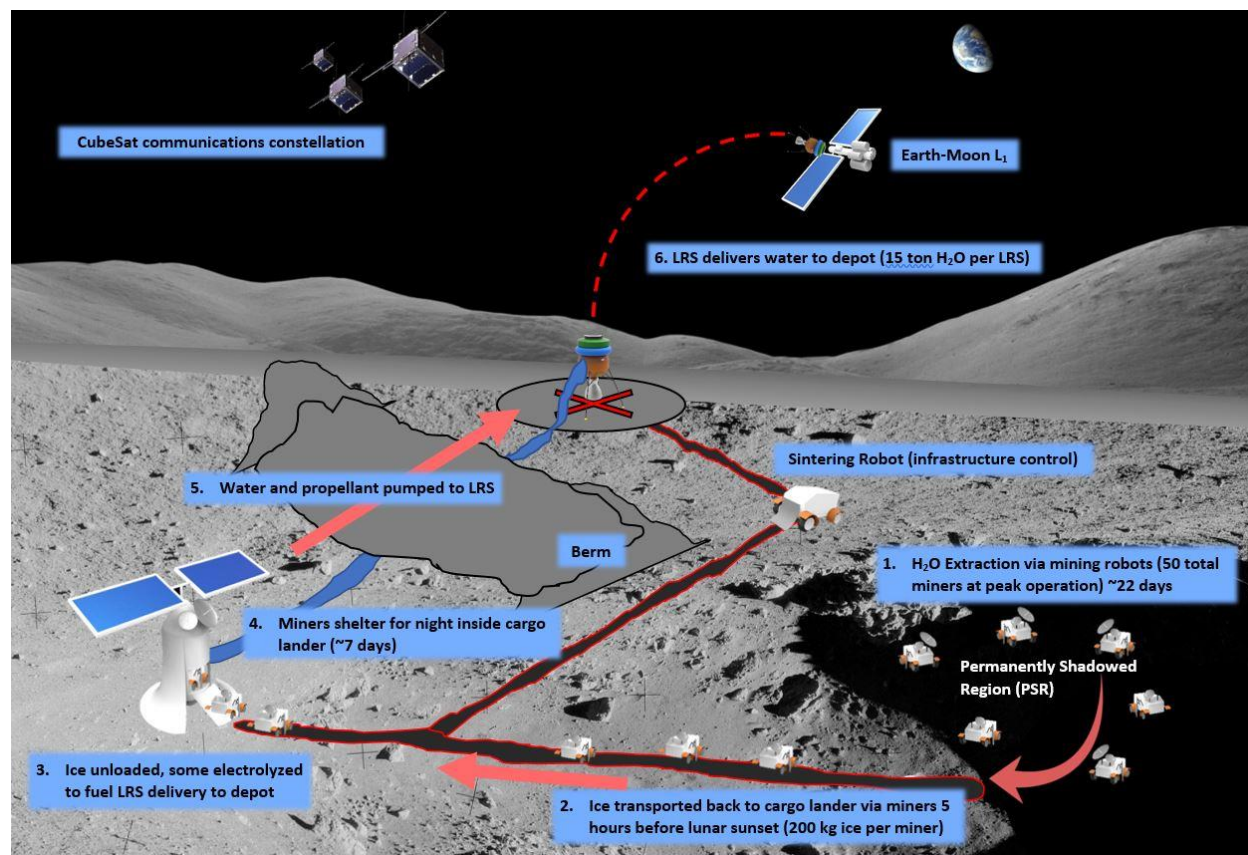 CubeSat communications constellation
Earth-Moon L₁
6. LRS delivers water to depot (15 ton H₂O per LRS)
Sintering Robot (infrastructure control)
5. Water and propellant pumped to LRS
Berm
1. H₂O Extraction via mining robots (50 total
miners at peak operation) ~22 days
4. Miners shelter for night inside cargo
lander (~7 days)
Permanently Shadowed
Region (PSR)
3. Ice unloaded, some electrolyzed
to fuel LRS delivery to depot
2. Ice transported back to cargo lander via miners 5
hours before lunar sunset (200 kg ice per miner)